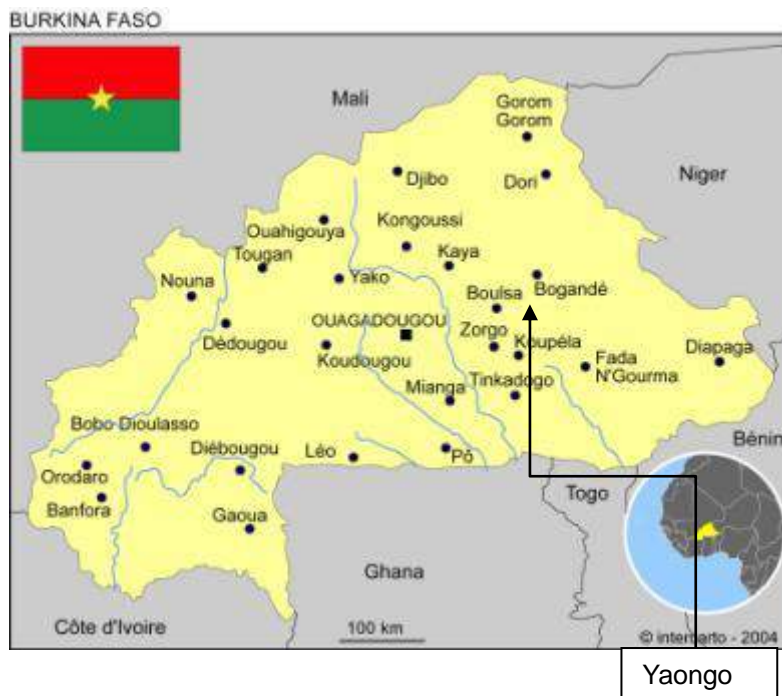 BURKINA FASO
Mali
Gorom
Gorom
Niger
Djibo
Dori
Ouahigouya
Kongoussi
Tougan
Kaya
Nouna
Yako
Bogandé
Boulsa
OUAGADOUGOU
Dédougou
Zorgo
Koupéla
Koudougou
Fada
N'Gourma
Diapaga
Mianga
Tinkadogo
Bobo Dioulasso
Bénin
Diébougou
Léo
Pô
Orodaro
Togo
Banfora
Gaoua
Ghana
Côte d'Ivoire
100 km
© intercarto - 2004
Yaongo